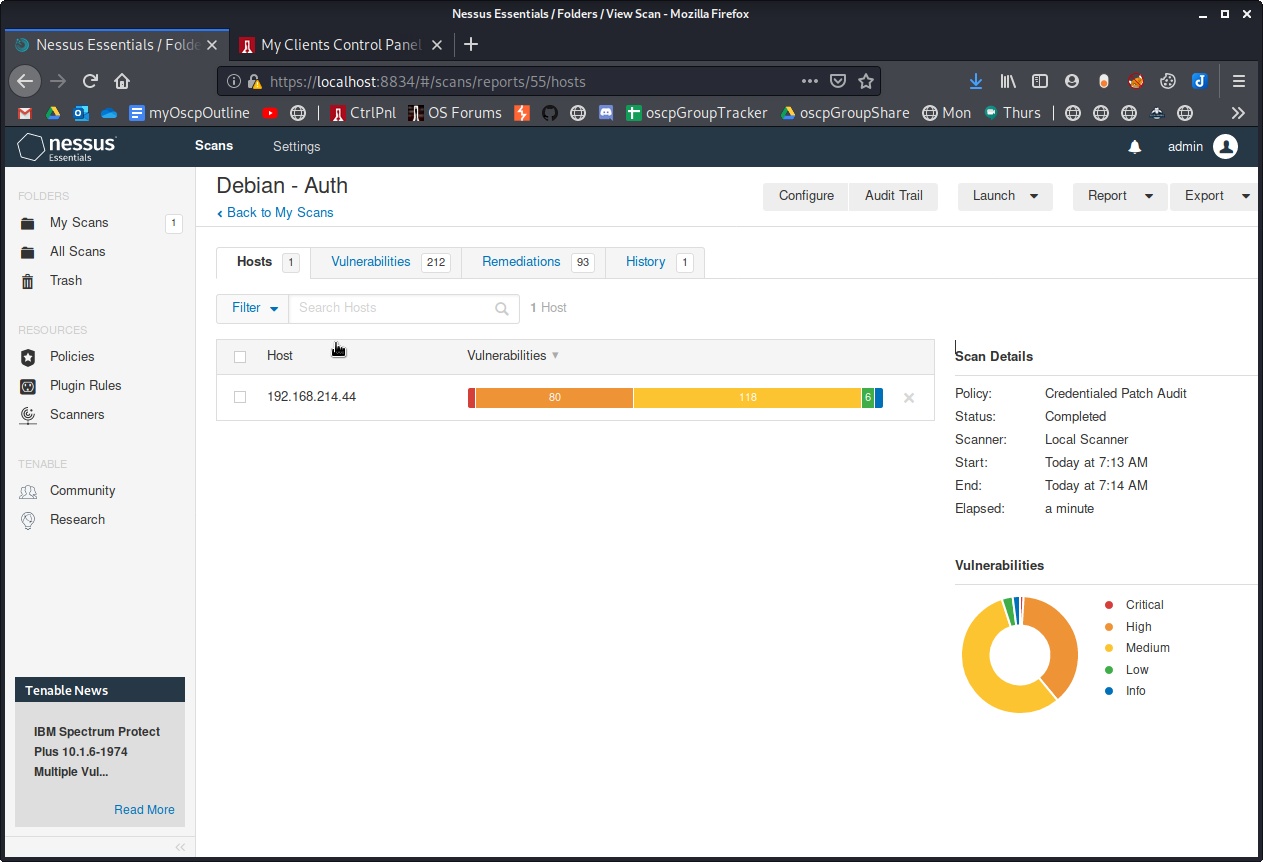 Nessus Essentials / Folders / View Scan - Mozilla Firefox
Nessus Essentials / Folde
My Clients Control Panel
https://localhost:8834/#/scans/reports/55/hosts
myOscpOutline
CtrlPnl
OS Forums
oscpGroupTracker
oscpGroupShare
Mon
Thurs
nessus
Essentials
Scans
Settings
admin
FOLDERS
My Scans
1
All Scans
Trash
RESOURCES
Policies
Plugin Rules
Scanners
TENABLE
Community
Research
Tenable News
IBM Spectrum Protect
Plus 10.1.6-1974
Multiple Vul...
Read More
Debian - Auth
Back to My Scans
Configure
Audit Trail
Launch
Report
Export
Hosts 1
Vulnerabilities 212
Remediations 93
History 1
Filter
Search Hosts
1 Host
Host
Vulnerabilities
192.168.214.44
80
118
6
Scan Details
Policy: Credentialed Patch Audit
Status: Completed
Scanner: Local Scanner
Start: Today at 7:13 AM
End: Today at 7:14 AM
Elapsed: a minute
Vulnerabilities
Critical
High
Medium
Low
Info